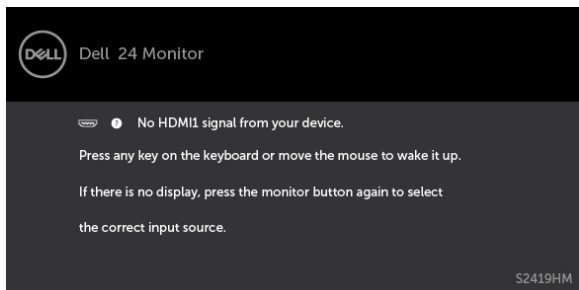 DELL
Dell 24 Monitor
? No HDMI1 signal from your device.
Press any key on the keyboard or move the mouse to wake it up.
If there is no display, press the monitor button again to select
the correct input source.
S2419HM